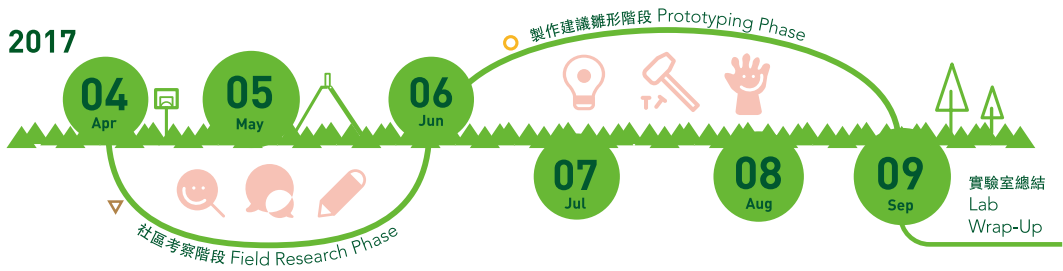 2017
製作建議雛形階段 Prototyping Phase
04
Apr
05
May
06
Jun
07
Jul
08
Aug
09
Sep
社區考察階段 Field Research Phase
實驗室總結
Lab
Wrap-Up